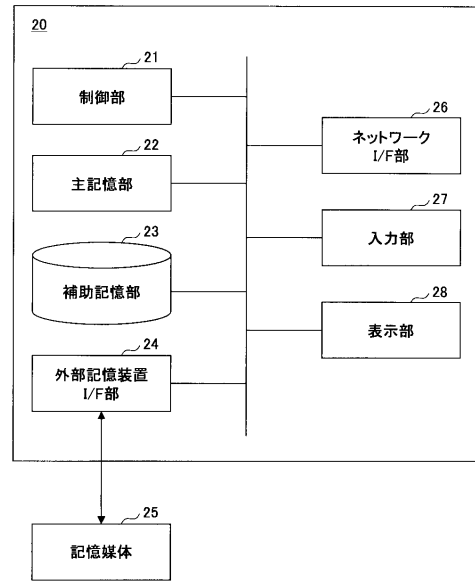 20
21
制御部
22
主記憶部
23
補助記憶部
24
外部記憶装置
I/F部
25
記憶媒体
26
ネットワーク
I/F部
27
入力部
28
表示部